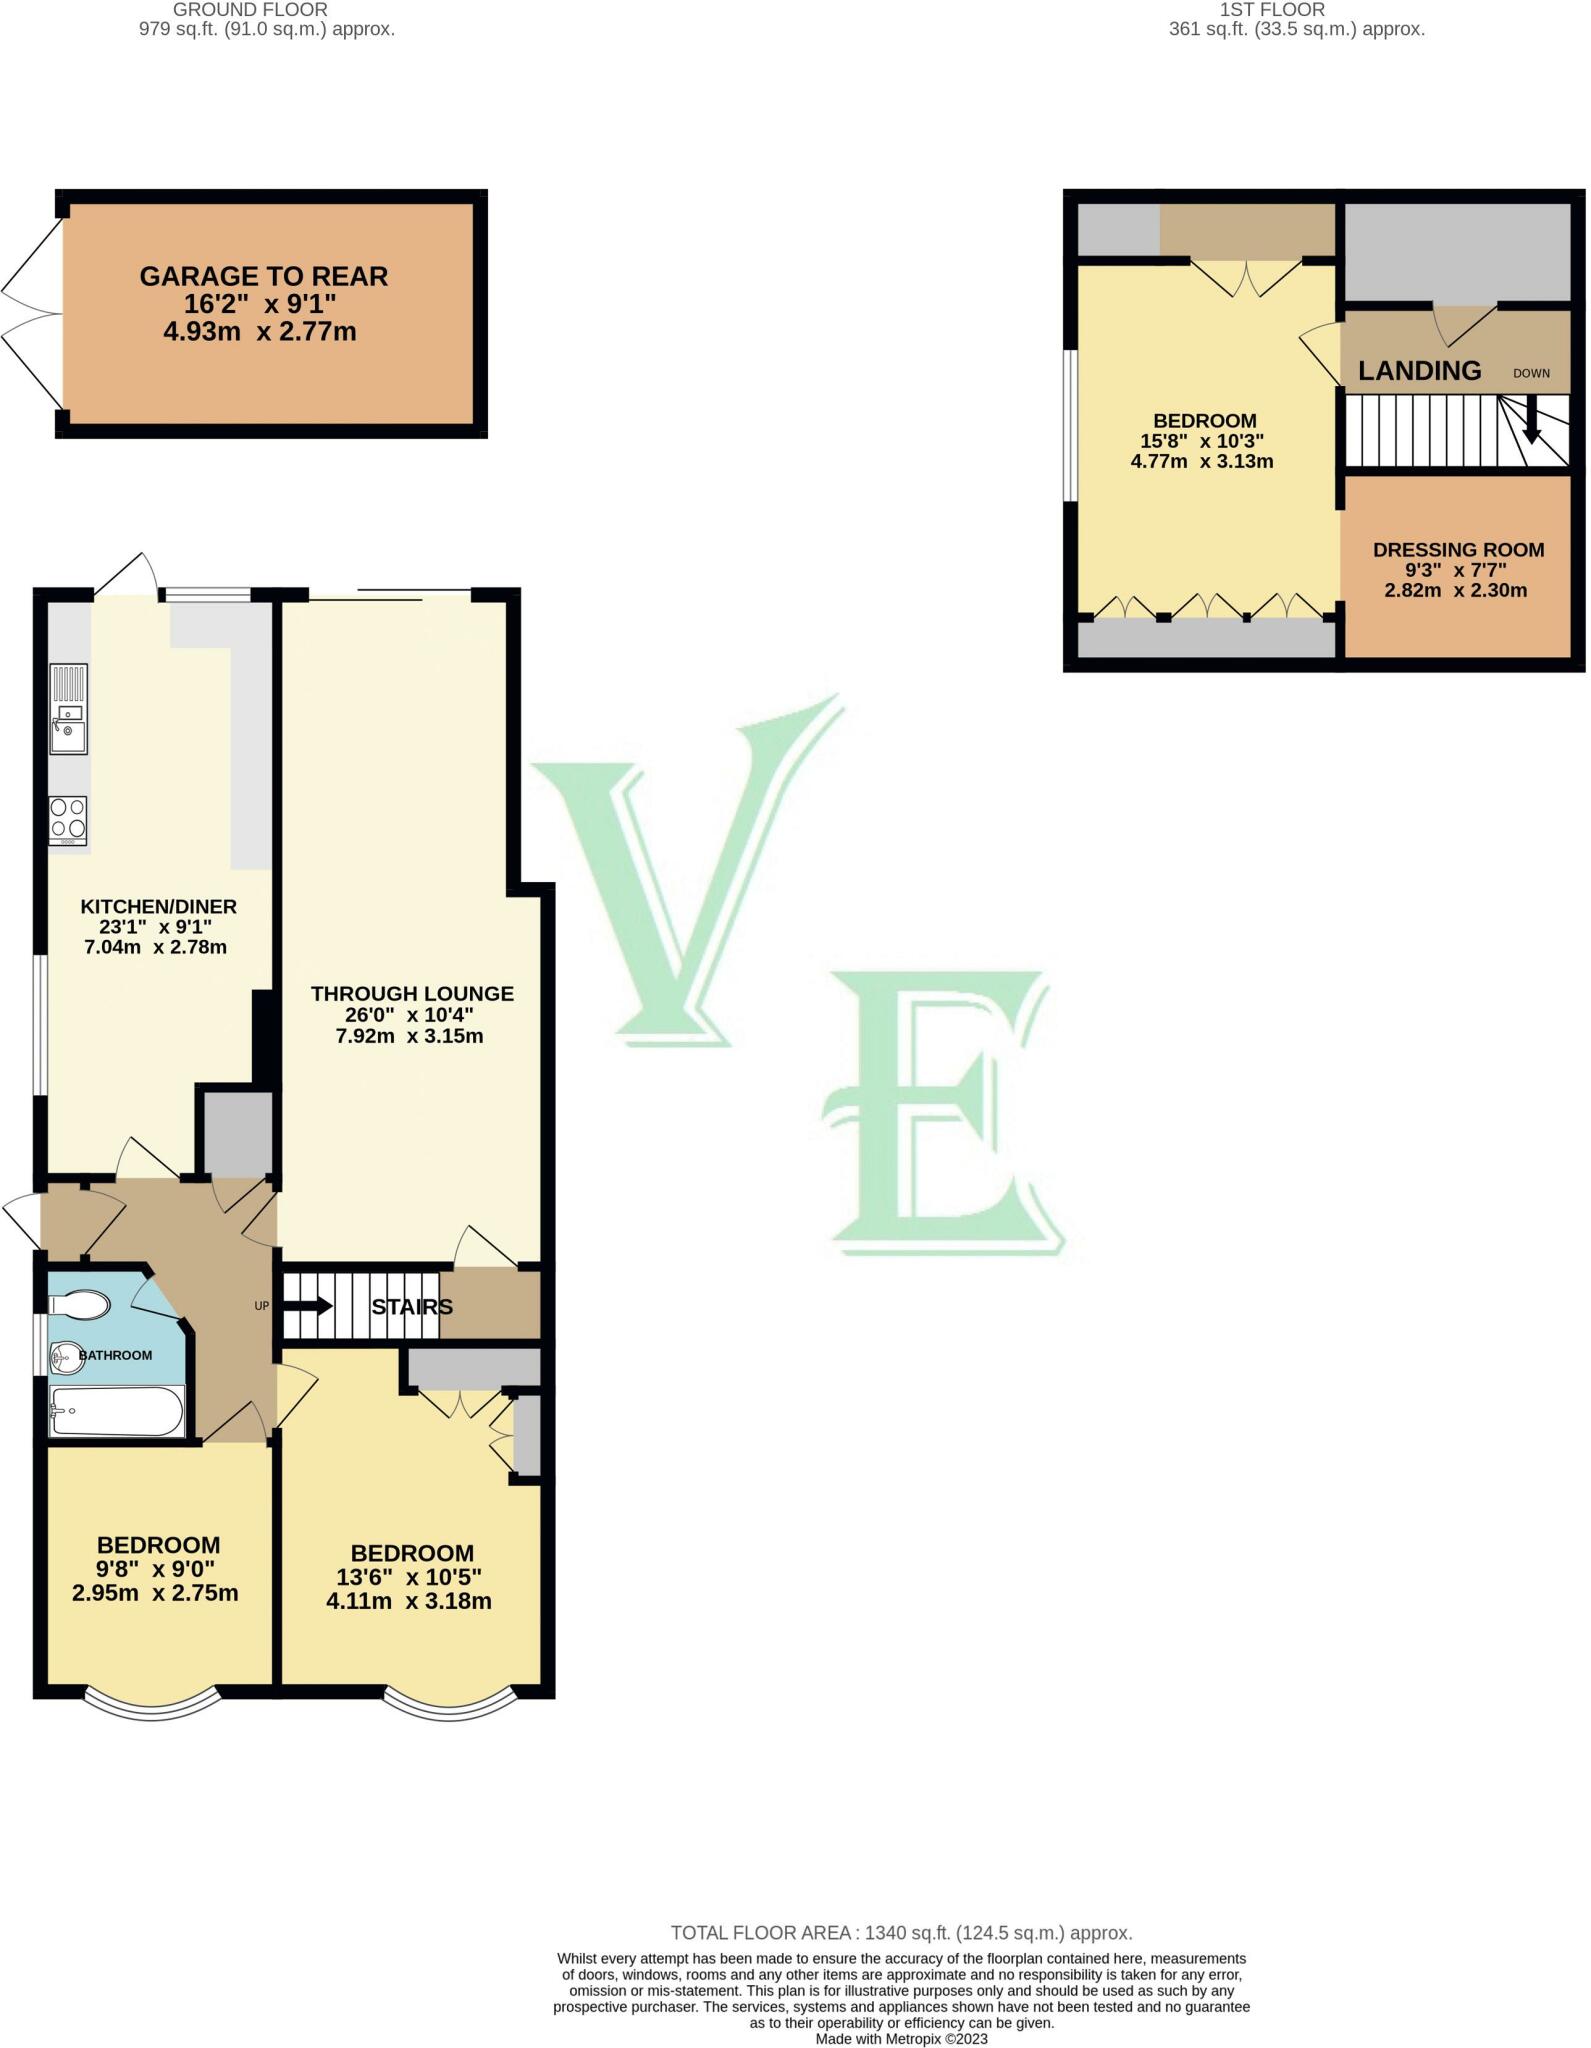 GROUND FLOOR
979 sq.ft. (91.0 sq.m.) approx.
1ST FLOOR
361 sq.ft. (33.5 sq.m.) approx.
GARAGE TO REAR
16'2" x 9'1"
4.93m x 2.77m
LANDING
DOWN
BEDROOM
15'8" x 10'3"
4.77m x 3.13m
DRESSING ROOM
9'3" x 7'7"
2.82m x 2.30m
KITCHEN/DINER
23'1" x 9'1"
7.04m x 2.78m
THROUGH LOUNGE
26'0" x 10'4"
7.92m x 3.15m
UP
STAIRS
BATHROOM
BEDROOM
9'8" x 9'0"
2.95m x 2.75m
BEDROOM
13'6" x 10'5"
4.11m x 3.18m
VE
TOTAL FLOOR AREA : 1340 sq.ft. (124.5 sq.m.) approx.
Whilst every attempt has been made to ensure the accuracy of the floorplan contained here, measurements
of doors, windows, rooms and any other items are approximate and no responsibility is taken for any error,
omission or mis-statement. This plan is for illustrative purposes only and should be used as such by any
prospective purchaser. The services, systems and appliances shown have not been tested and no guarantee
as to their operability or efficiency can be given.
Made with Metropix ©2023